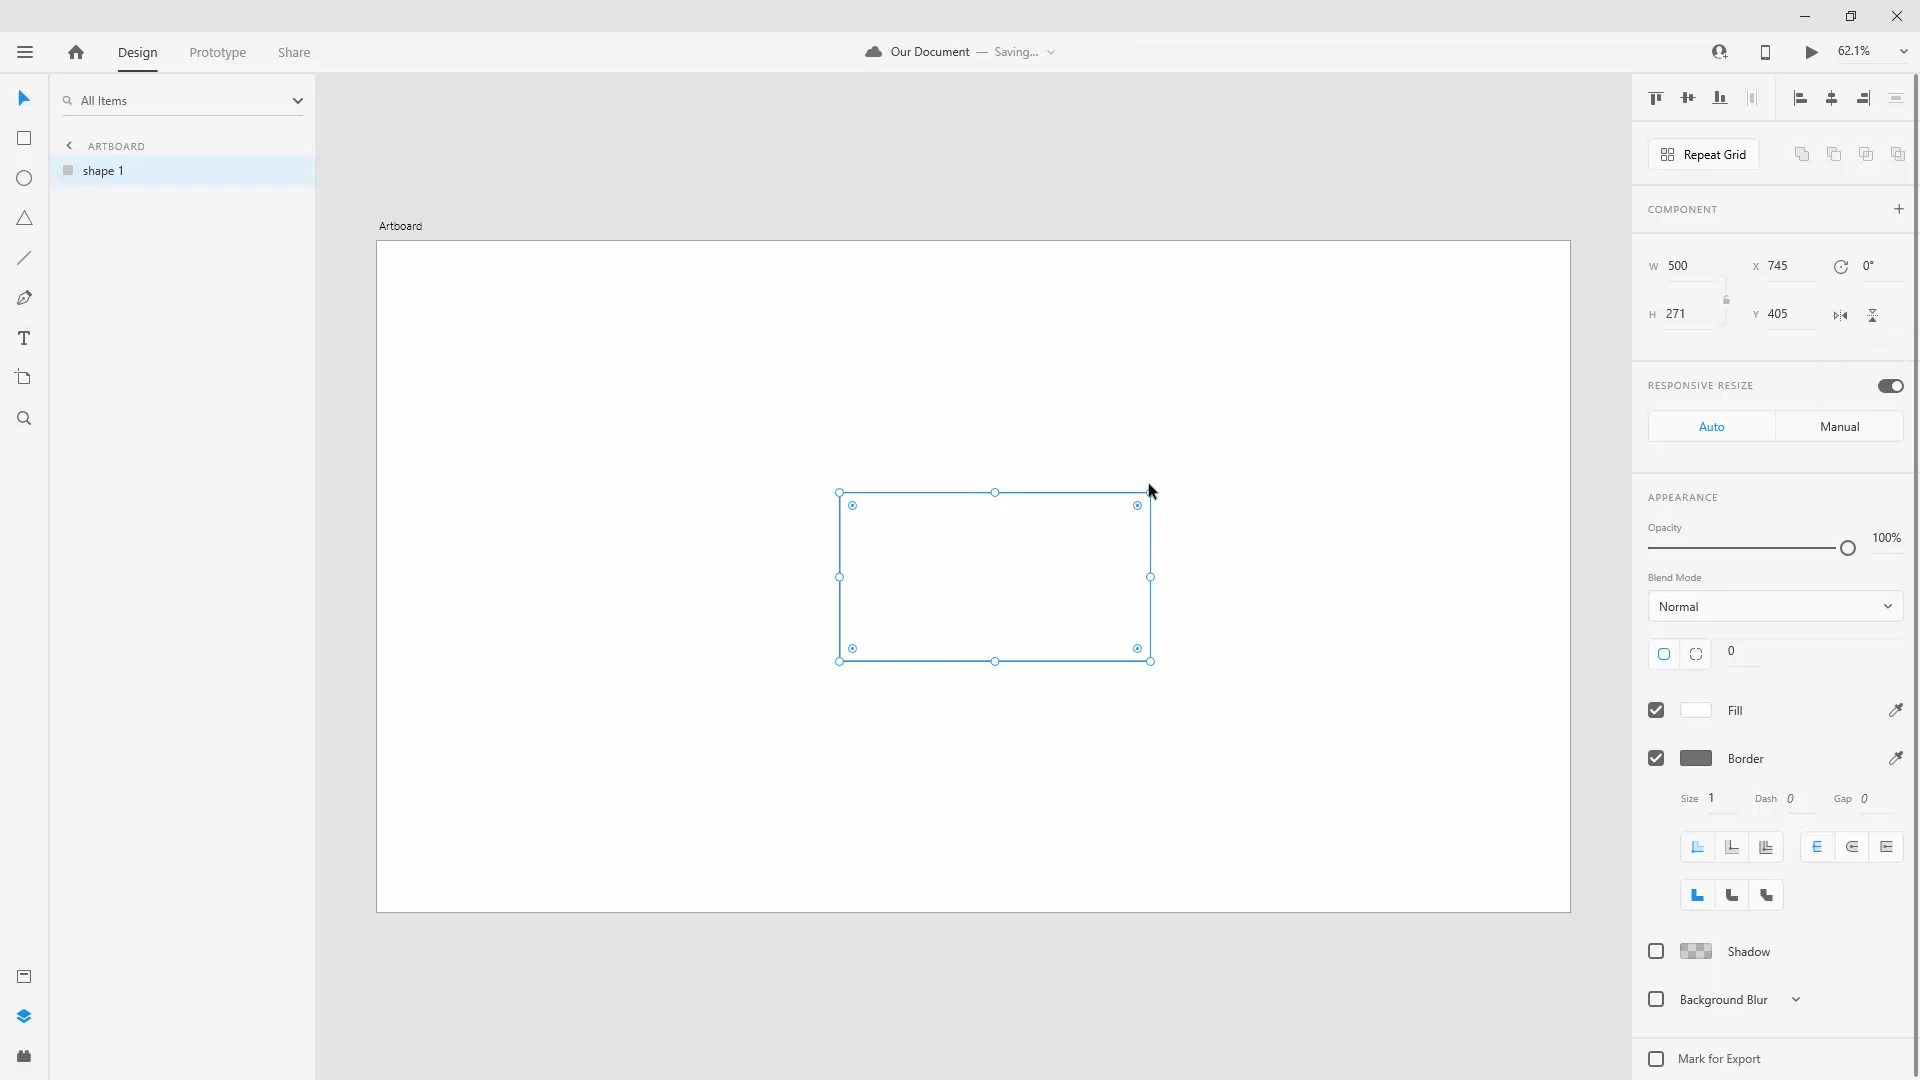 Design Prototype Share
Our Document — Saving...
62.1%
All Items
ARTBOARD
shape 1
Artboard
Repeat Grid
COMPONENT
W 500 X 745 0°
H 271 Y 405
RESPONSIVE RESIZE
Auto Manual
APPEARANCE
Opacity
100%
Blend Mode
Normal
0
Fill
Border
Size 1 Dash 0 Gap 0
Shadow
Background Blur
Mark for Export